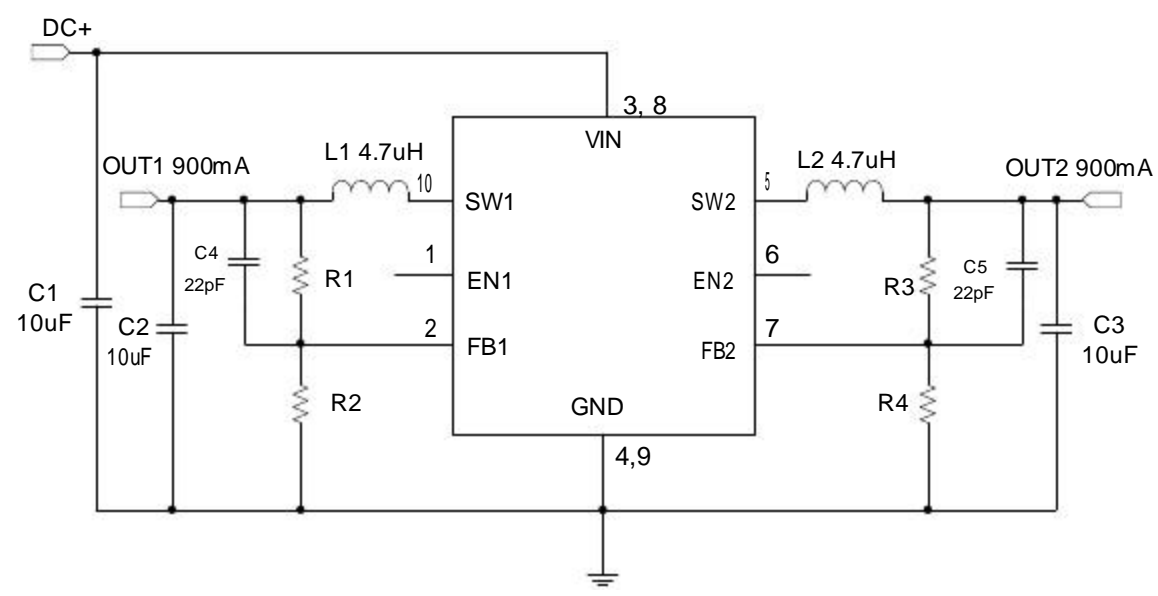 DC+
3, 8
VIN
L1 4.7uH
L2 4.7uH
OUT1 900mA
10
5
OUT2 900mA
SW1
SW2
C4
22pF
R1
1
EN1
6
EN2
R3
C5
22pF
C1
10uF
C2
10uF
2
FB1
7
FB2
C3
10uF
R2
GND
R4
4,9